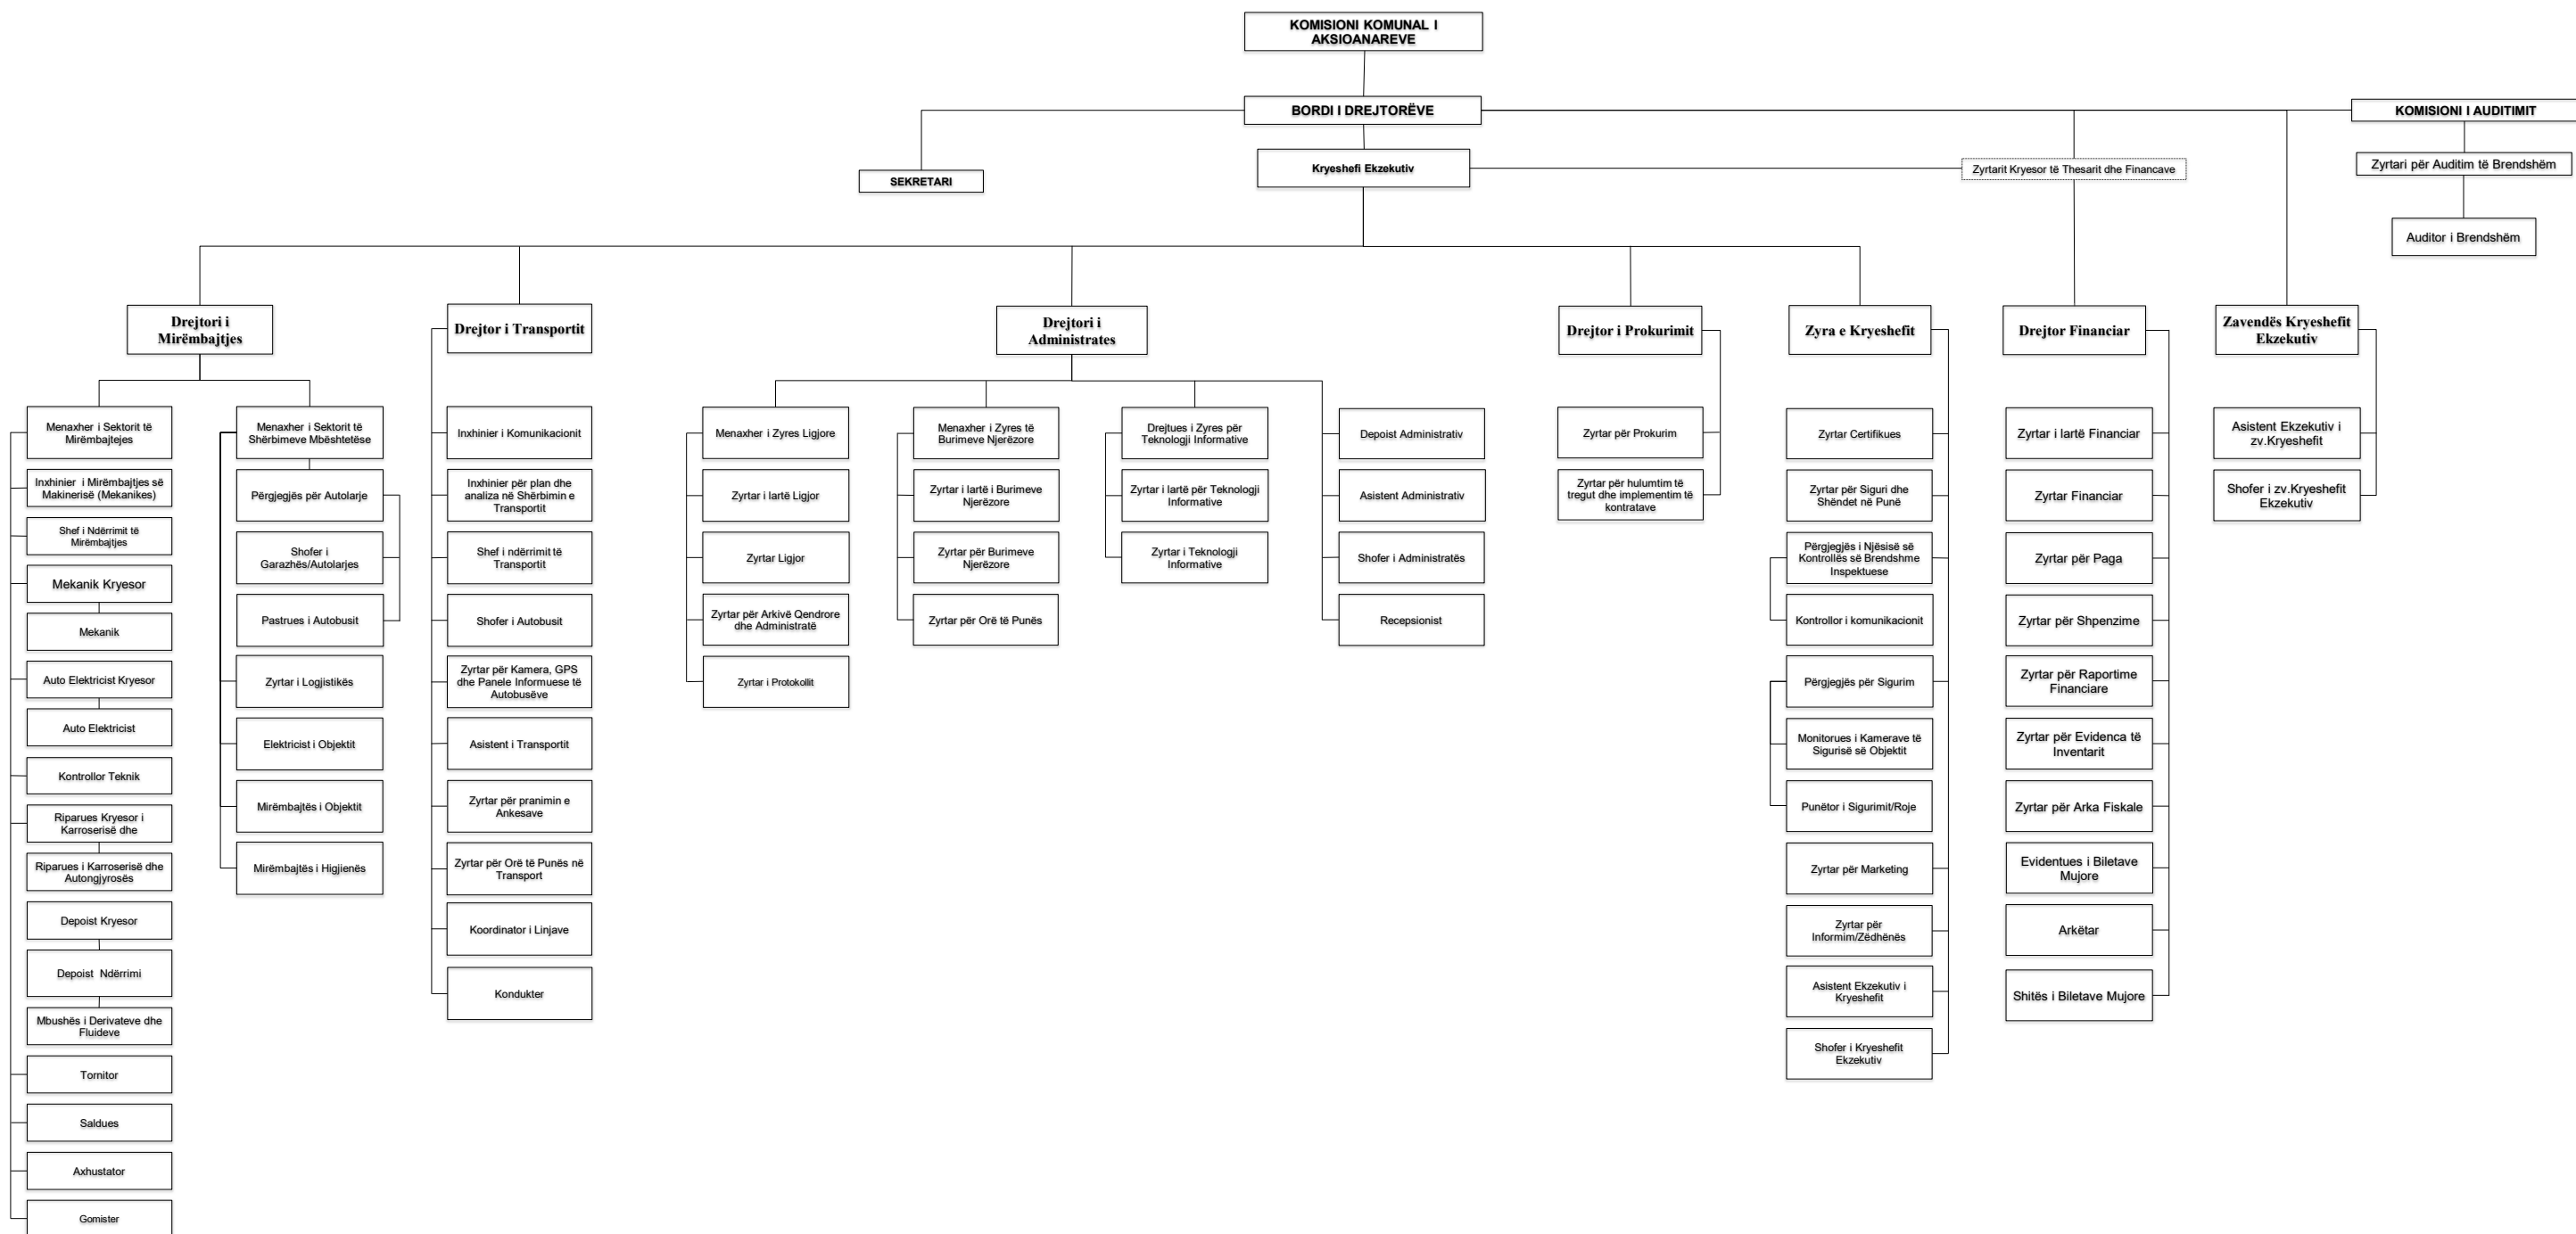 KOMISIONI KOMUNAL I
AKSIOANAREVE
BORDI I DREJTORËVE
KOMISIONI I AUDITIMIT
SEKRETARI
Kryeshefi Ekzekutiv
Zyrtarit Kryesor të Thesarit dhe Financave
Zyrtari për Auditim të Brendshëm
Auditor i Brendshëm
Drejtori i
Mirëmbajtjes
Menaxher i Sektorit të
Mirëmbajtejes
Inxhinier i Mirëmbajtjes së
Makinerisë (Mekanikes)
Shef i Ndërrimit të
Mirëmbajtjes
Mekanik Kryesor
Mekanik
Auto Elektricist Kryesor
Auto Elektricist
Kontrollor Teknik
Riparues Kryesor i
Karroserisë dhe
Riparues i Karroserisë dhe
Autongjyrosës
Depoist Kryesor
Depoist Ndërrimi
Mbushës i Derivateve dhe
Fluideve
Tornitor
Saldues
Axhustator
Gomister
Menaxher i Sektorit të
Shërbimeve Mbështetëse
Përgjegjës për Autolarje
Shofer i
Garazhës/Autolarjes
Pastrues i Autobusit
Zyrtar i Logjistikës
Elektricist i Objektit
Mirëmbajtës i Objektit
Mirëmbajtës i Higjienës
Drejtor i Transportit
Inxhinier i Komunikacionit
Inxhinier për plan dhe
analiza në Shërbimin e
Transportit
Shef i ndërrimit të
Transportit
Shofer i Autobusit
Zyrtar për Kamera, GPS
dhe Panele Informuese të
Autobusëve
Asistent i Transportit
Zyrtar për pranimin e
Ankesave
Zyrtar për Orë të Punës në
Transport
Koordinator i Linjave
Kondukter
Drejtori i
Administrates
Menaxher i Zyres Ligjore
Zyrtar i lartë Ligjor
Zyrtar Ligjor
Zyrtar për Arkivë Qendrore
dhe Administratë
Zyrtar i Protokollit
Menaxher i Zyres të
Burimeve Njerëzore
Zyrtar i lartë i Burimeve
Njerëzore
Zyrtar për Burimeve
Njerëzore
Zyrtar për Orë të Punës
Drejtues i Zyres për
Teknologji Informative
Zyrtar i lartë për Teknologji
Informative
Zyrtar i Teknologji
Informative
Depoist Administrativ
Asistent Administrativ
Shofer i Administratës
Recepsionist
Drejtor i Prokurimit
Zyrtar për Prokurim
Zyrtar për hulumtim të
tregut dhe implementim të
kontratave
Zyra e Kryeshefit
Zyrtar Certifikues
Zyrtar për Siguri dhe
Shëndet në Punë
Përgjegjës i Njësisë së
Kontrollës së Brendshme
Inspektuese
Kontrollor i komunikacionit
Përgjegjës për Sigurim
Monitorues i Kamerave të
Sigurisë së Objektit
Punëtor i Sigurimit/Roje
Zyrtar për Marketing
Zyrtar për
Informim/Zëdhënës
Asistent Ekzekutiv i
Kryeshefit
Shofer i Kryeshefit
Ekzekutiv
Drejtor Financiar
Zyrtar i lartë Financiar
Zyrtar Financiar
Zyrtar për Paga
Zyrtar për Shpenzime
Zyrtar për Raportime
Financiare
Zyrtar për Evidenca të
Inventarit
Zyrtar për Arka Fiskale
Evidentues i Biletave
Mujore
Arkëtar
Shitës i Biletave Mujore
Zavendës Kryeshefit
Ekzekutiv
Asistent Ekzekutiv i
zv.Kryeshefit
Shofer i zv.Kryeshefit
Ekzekutiv